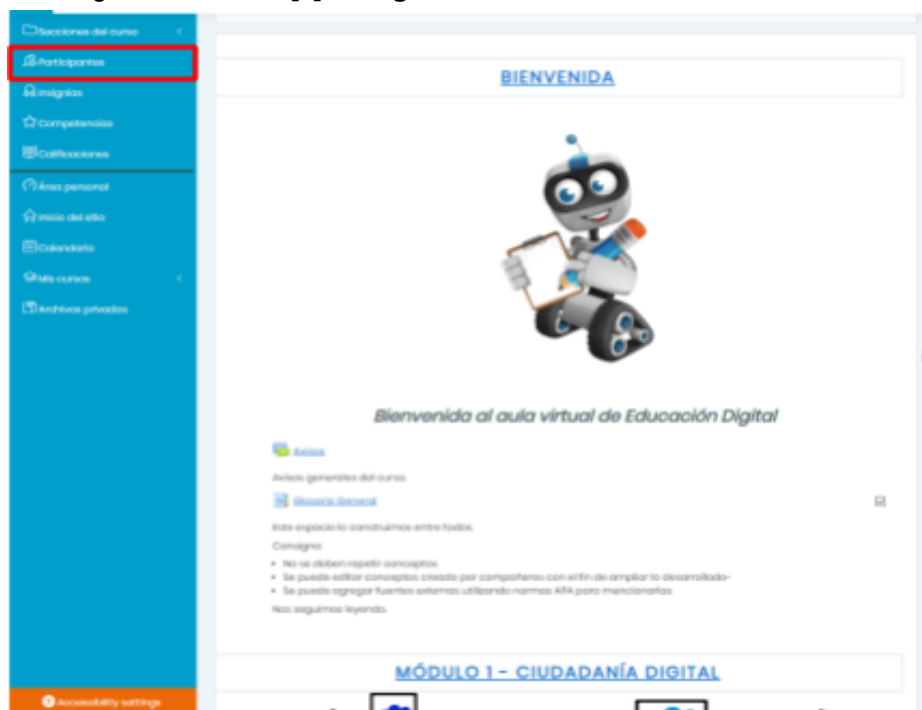 Secciones del curso
Participantes
Insignias
Competencias
Calificaciones
Área personal
Inicio del sitio
Calendario
Mis cursos
Archivos privados
Accessibility settings
BIENVENIDA
Bienvenida al aula virtual de Educación Digital
Avisos
Avisos generales del curso.
Glosario General
Este espacio lo construimos entre todos.
Consigna:
No se deben repetir conceptos
Se puede editar conceptos creado por compañeros con el fin de ampliar lo desarrollado-
Se puede agregar fuentes externas utilizando normas APA para mencionarlas
Nos seguimos leyendo.
MÓDULO 1 - CIUDADANÍA DIGITAL